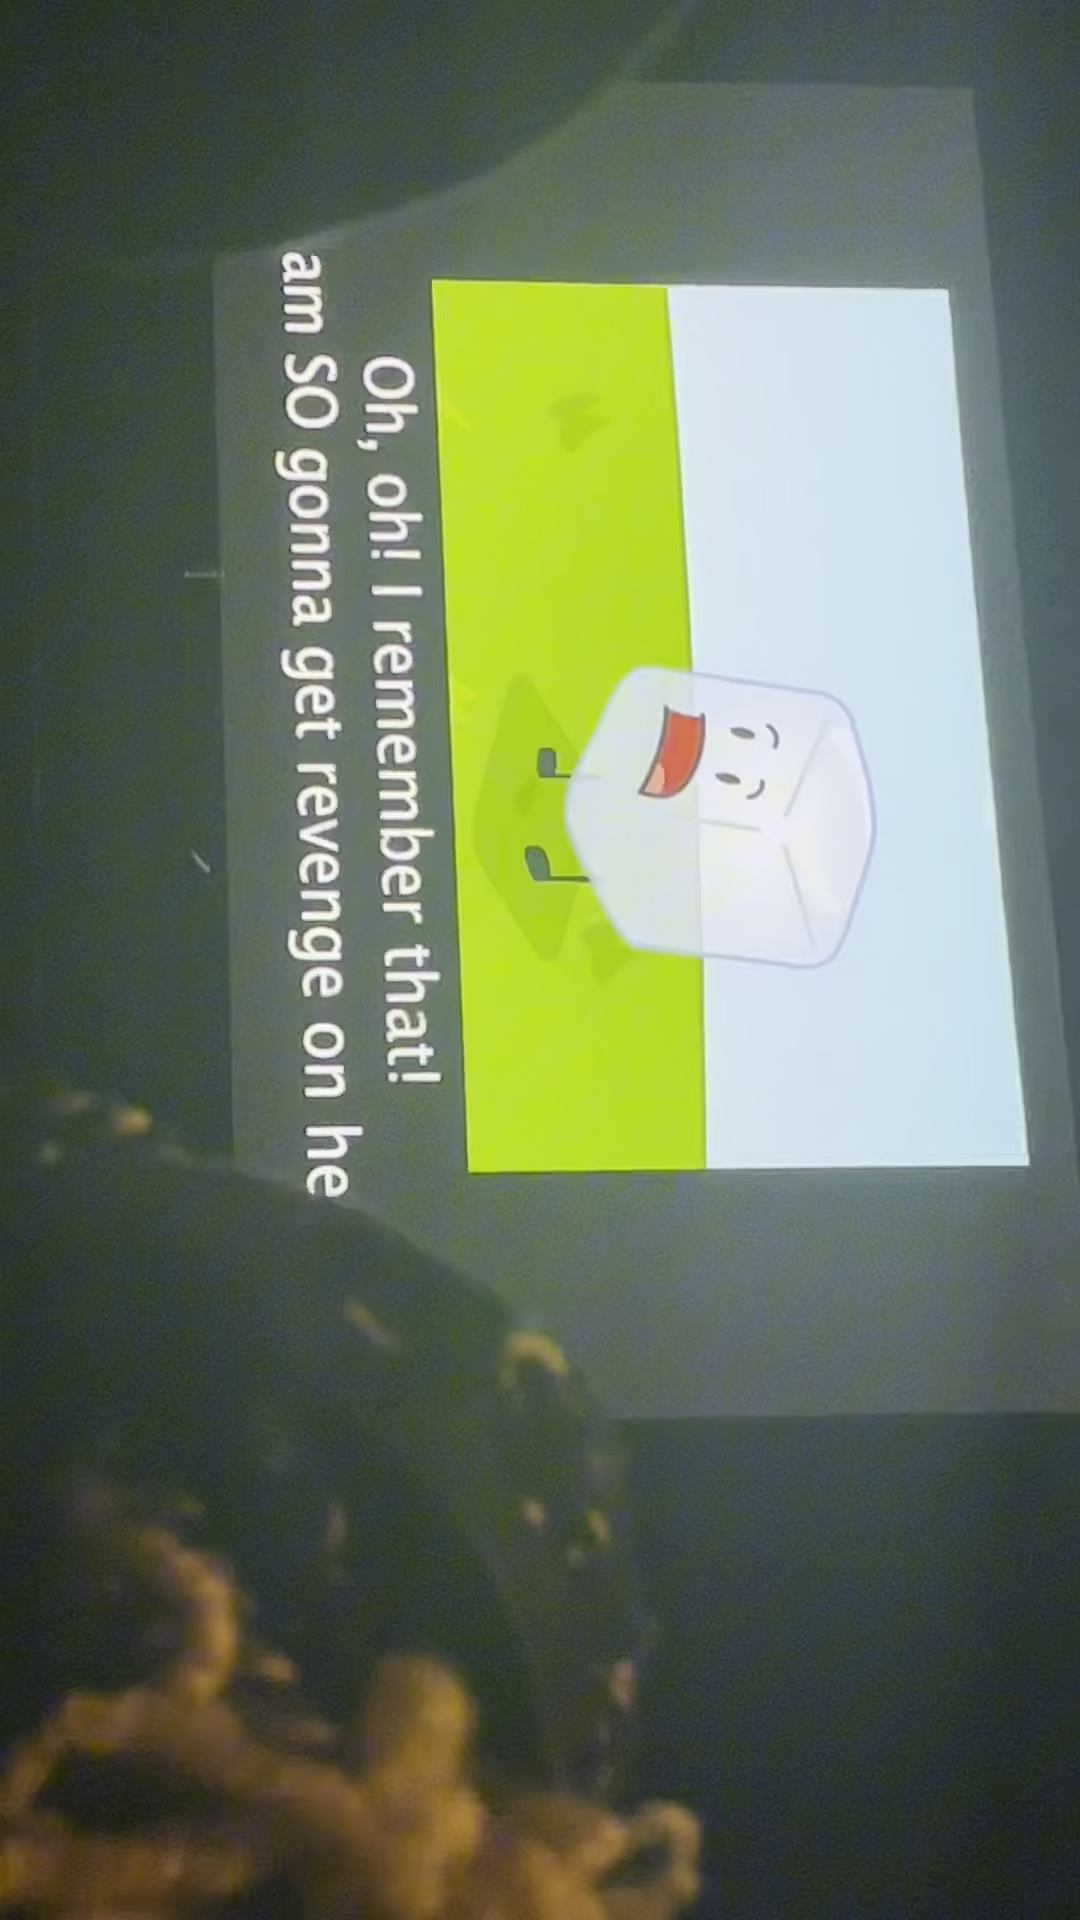 Oh, oh! I remember that!
am SO gonna get revenge on he